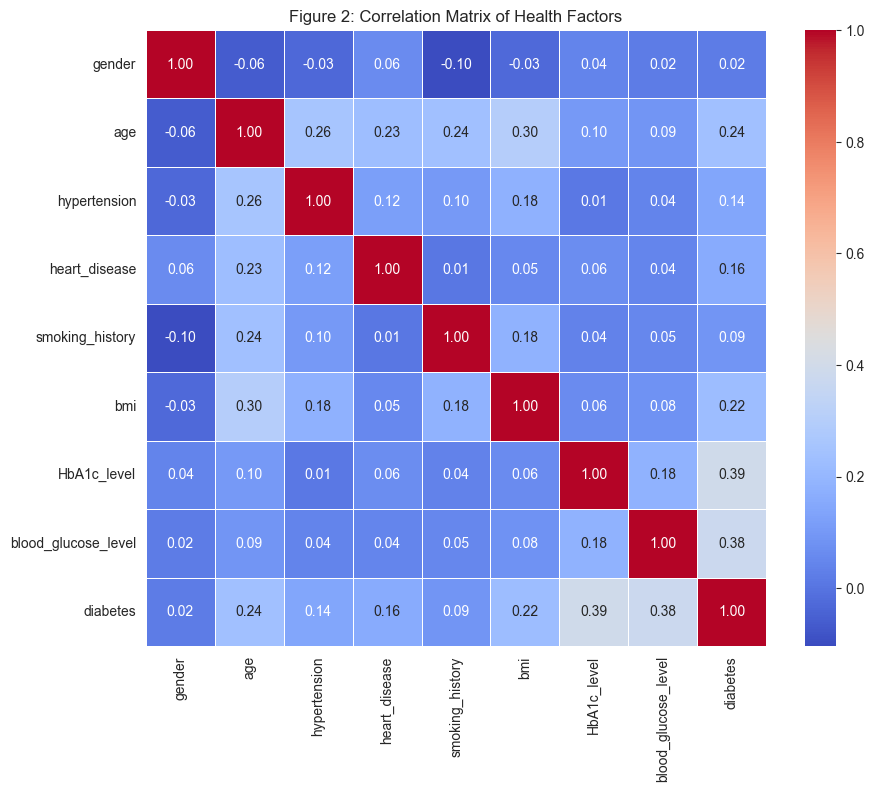 Figure 2: Correlation Matrix of Health Factors
gender 1.00 -0.06 -0.03 0.06 -0.10 -0.03 0.04 0.02 0.02
age -0.06 1.00 0.26 0.23 0.24 0.30 0.10 0.09 0.24
hypertension -0.03 0.26 1.00 0.12 0.10 0.18 0.01 0.04 0.14
heart_disease 0.06 0.23 0.12 1.00 0.01 0.05 0.06 0.04 0.16
smoking_history -0.10 0.24 0.10 0.01 1.00 0.18 0.04 0.05 0.09
bmi -0.03 0.30 0.18 0.05 0.18 1.00 0.06 0.08 0.22
HbA1c_level 0.04 0.10 0.01 0.06 0.04 0.06 1.00 0.18 0.39
blood_glucose_level 0.02 0.09 0.04 0.04 0.05 0.08 0.18 1.00 0.38
diabetes 0.02 0.24 0.14 0.16 0.09 0.22 0.39 0.38 1.00
gender
age
hypertension
heart_disease
smoking_history
bmi
HbA1c_level
blood_glucose_level
diabetes
1.0
0.8
0.6
0.4
0.2
0.0